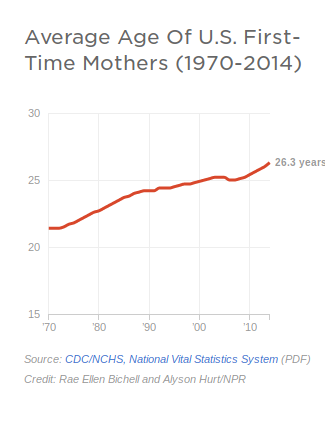 Average Age Of U.S. First-
Time Mothers (1970-2014)
30
26.3 years
25
20
15
'70 '80 '90 '00 '10
Source: CDC/NCHS, National Vital Statistics System (PDF)
Credit: Rae Ellen Bichell and Alyson Hurt/NPR